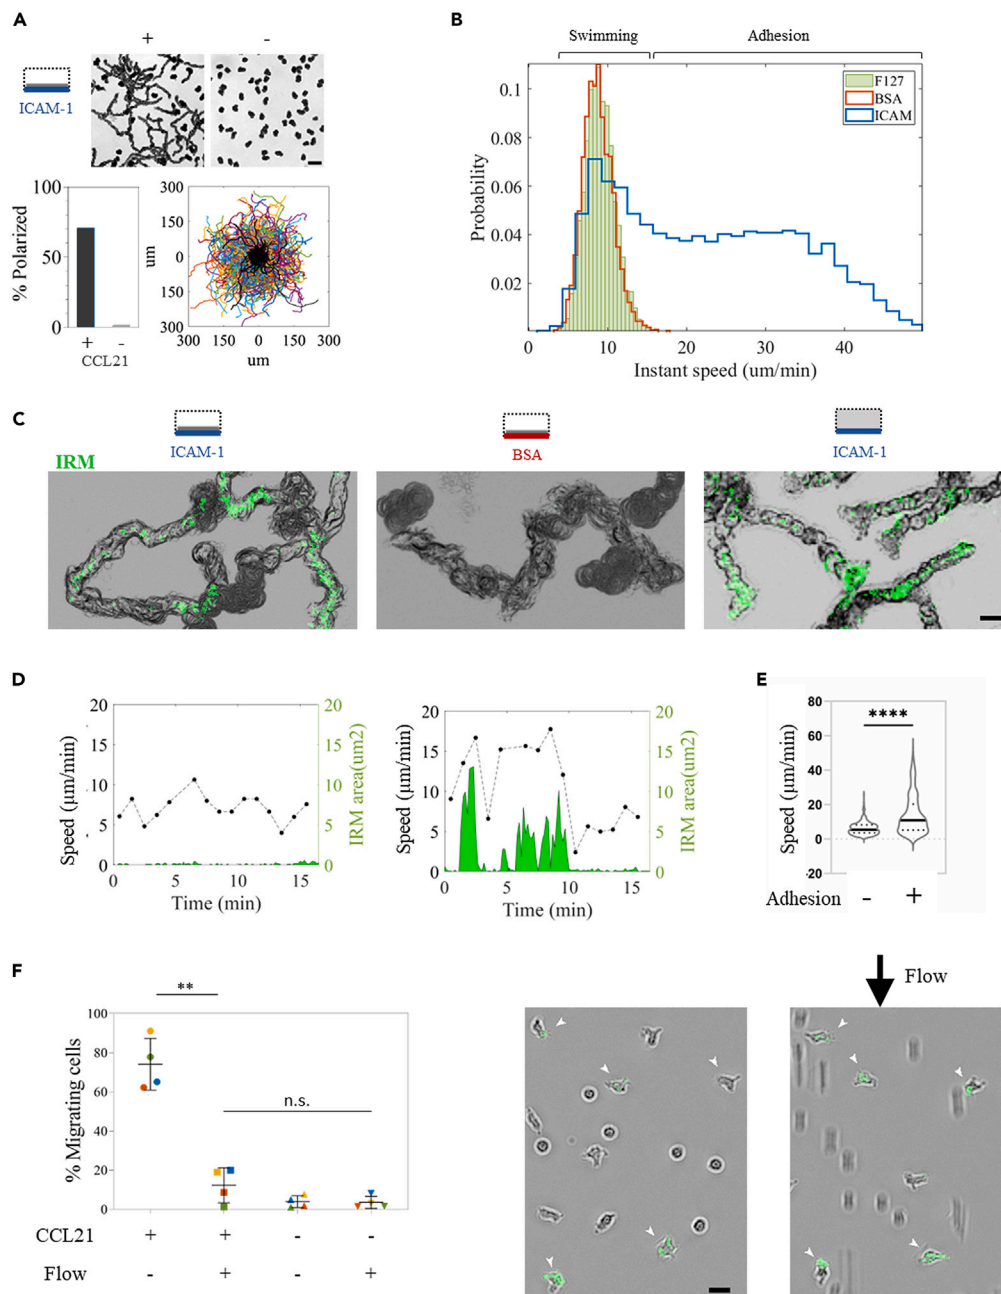 A
+
-
ICAM-1
100
50
0
% Polarized
+
-
CCL21
300
150
0
150
300
um
300 150 0 150 300
um
B
Swimming
Adhesion
0.1
0.08
0.06
0.04
0.02
Probability
F127
BSA
ICAM
0 10 20 30 40
Instant speed (um/min)
C
ICAM-1
BSA
ICAM-1
IRM
D
20
15
10
5
0
Speed (μm/min)
20
15
10
5
0
IRM area(um2)
0 5 10 15
Time (min)
20
15
10
5
0
Speed (μm/min)
20
15
10
5
0
IRM area(um2)
0 5 10 15
Time (min)
E
80
60
40
20
0
-20
Speed (μm/min)
****
Adhesion - +
F
**
n.s.
100
80
60
40
20
0
% Migrating cells
CCL21 + + - -
Flow - + - +
Flow